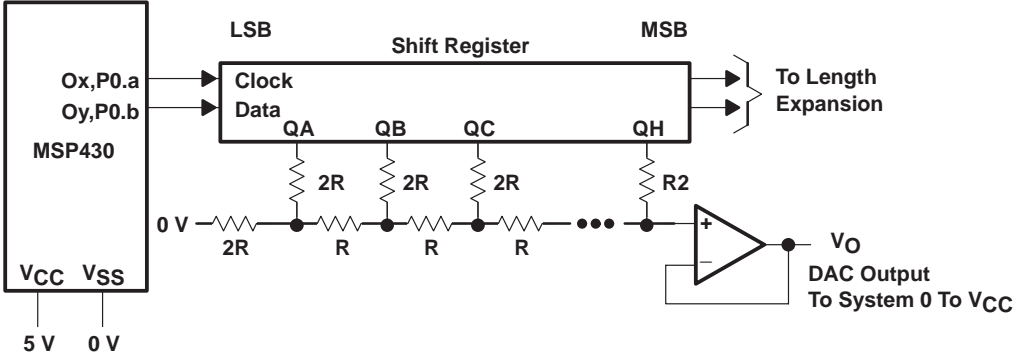 LSB
MSB
Shift Register
Ox,P0.a
Clock
To Length
Expansion
Oy,P0.b
Data
MSP430
QA
QB
QC
QH
2R
2R
2R
R2
0 V
2R
R
R
R
+
−
VO
DAC Output
To System 0 To VCC
VCC
VSS
5 V
0 V